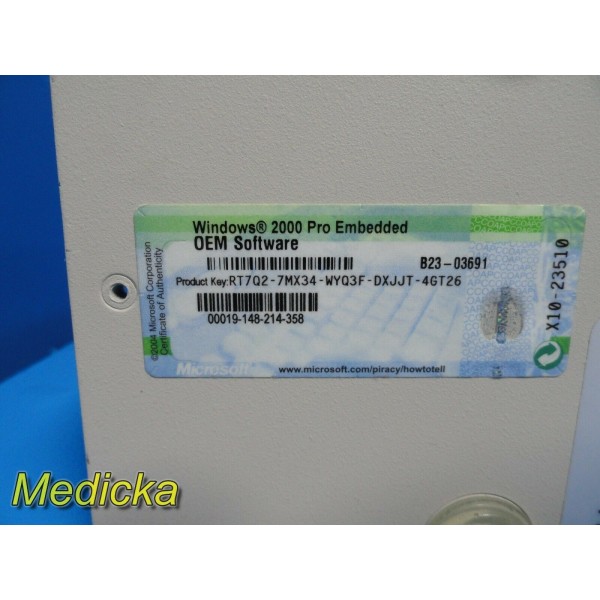 Windows® 2000 Pro Embedded
OEM Software
B23-03691
Product Key:RT7Q2-7MX34-WYQ3F-DXJJT-4GT26
00019-148-214-358
Microsoft
www.microsoft.com/piracy/howtotell
©2004 Microsoft Corporation
Certificate of Authenticity
X10-23510
Medicka